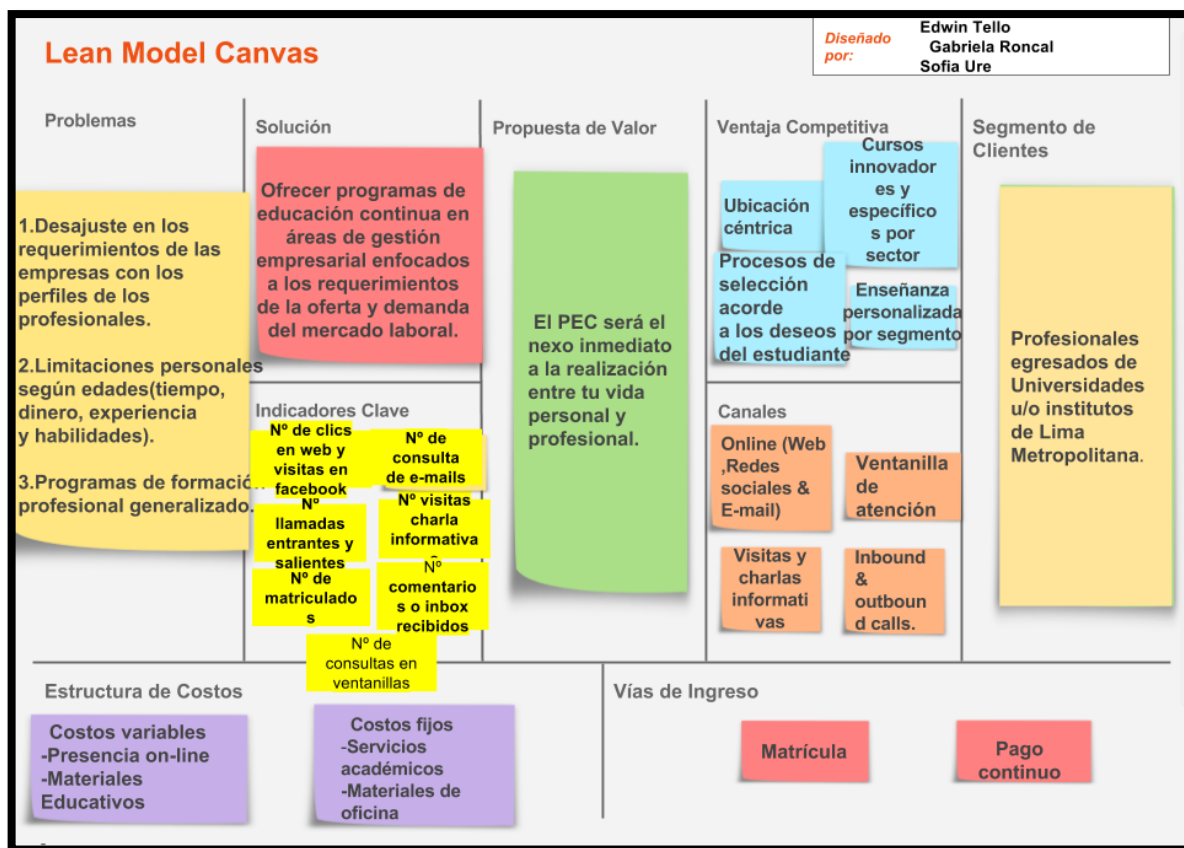 Lean Model Canvas
Diseñado
por:
Edwin Tello
Gabriela Roncal
Sofia Ure
Problemas
1.Desajuste en los
requerimientos de las
empresas con los
perfiles de los
profesionales.
2.Limitaciones personales
según edades(tiempo,
dinero, experiencia
y habilidades).
3.Programas de formación
profesional generalizado.
Solución
Ofrecer programas de
educación continua en
áreas de gestión
empresarial enfocados
a los requerimientos
de la oferta y demanda
del mercado laboral.
Indicadores Clave
Nº de clics
en web y
visitas en
facebook
Nº de
consulta
de e-mails
Nº
llamadas
entrantes y
salientes
Nº visitas
charla
informativa
Nº de
matriculado
s
Nº
comentario
s o inbox
recibidos
Nº de
consultas en
ventanillas
Propuesta de Valor
El PEC será el
nexo inmediato
a la realización
entre tu vida
personal y
profesional.
Ventaja Competitiva
Ubicación
céntrica
Cursos
innovador
es y
específico
s por
sector
Procesos de
selección
acorde
a los deseos
del estudiante
Enseñanza
personalizada
por segmento
Canales
Online (Web
,Redes
sociales &
E-mail)
Ventanilla
de
atención
Visitas y
charlas
informati
vas
Inbound
&
outboun
d calls.
Segmento de
Clientes
Profesionales
egresados de
Universidades
u/o institutos
de Lima
Metropolitana.
Estructura de Costos
Costos variables
-Presencia on-line
-Materiales
Educativos
Costos fijos
-Servicios
académicos
-Materiales de
oficina
Vías de Ingreso
Matrícula
Pago
continuo